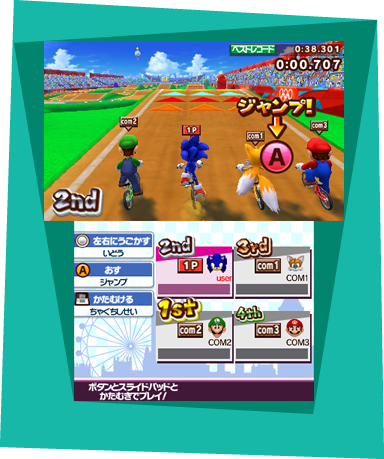 ベストレコード 0:38.301
0:00.707
ジャンプ!
A
com2
1P
com1
com3
2nd
左右にうごかす
いどう
A おす
ジャンプ
かたむける
ちゃくちしせい
2nd
1P
user
3rd
com1
COM1
1st
com2
COM2
4th
com3
COM3
ボタンとスライドパッドと
かたむきでプレイ!